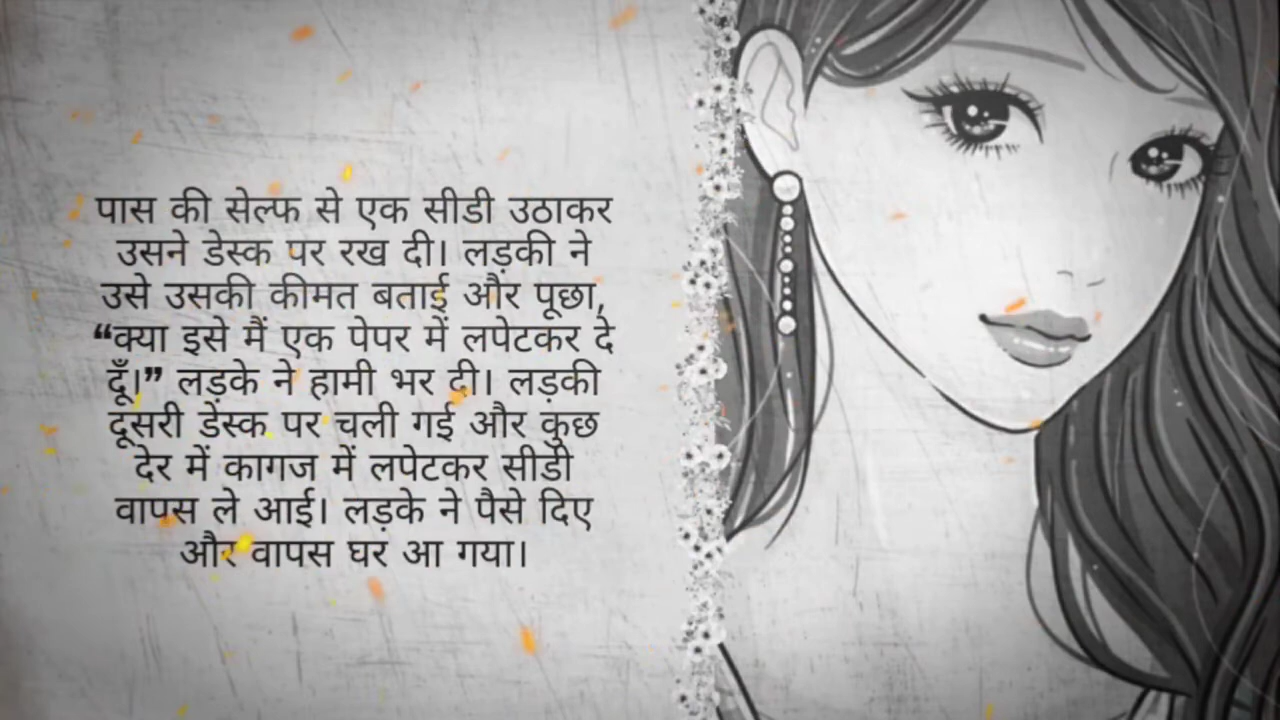 पास की सेल्फ से एक सीडी उठाकर
उसने डेस्क पर रख दी। लड़की ने
उसे उसकी कीमत बताई और पूछा,
“क्या इसे मैं एक पेपर में लपेटकर दे
दूँ।” लड़के ने हामी भर दी। लड़की
दूसरी डेस्क पर चली गई और कुछ
देर में कागज में लपेटकर सीडी
वापस ले आई। लड़के ने पैसे दिए
और वापस घर आ गया।